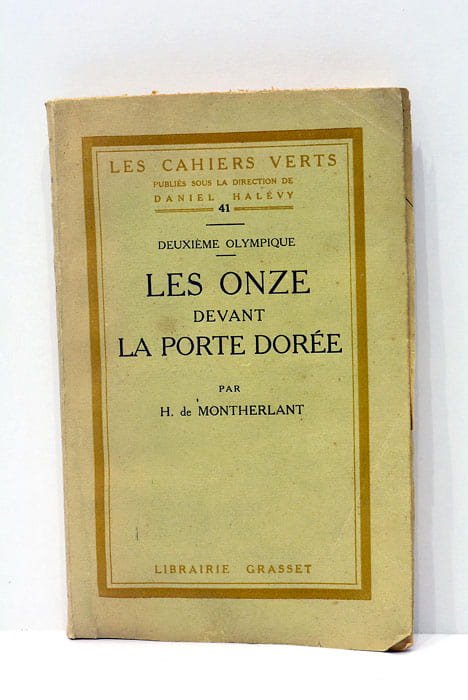 LES CAHIERS VERTS
PUBLIÉS SOUS LA DIRECTION DE
DANIEL HALÉVY
41
DEUXIÈME OLYMPIQUE
LES ONZE
DEVANT
LA PORTE DORÉE
PAR
H. de MONTHERLANT
LIBRAIRIE GRASSET